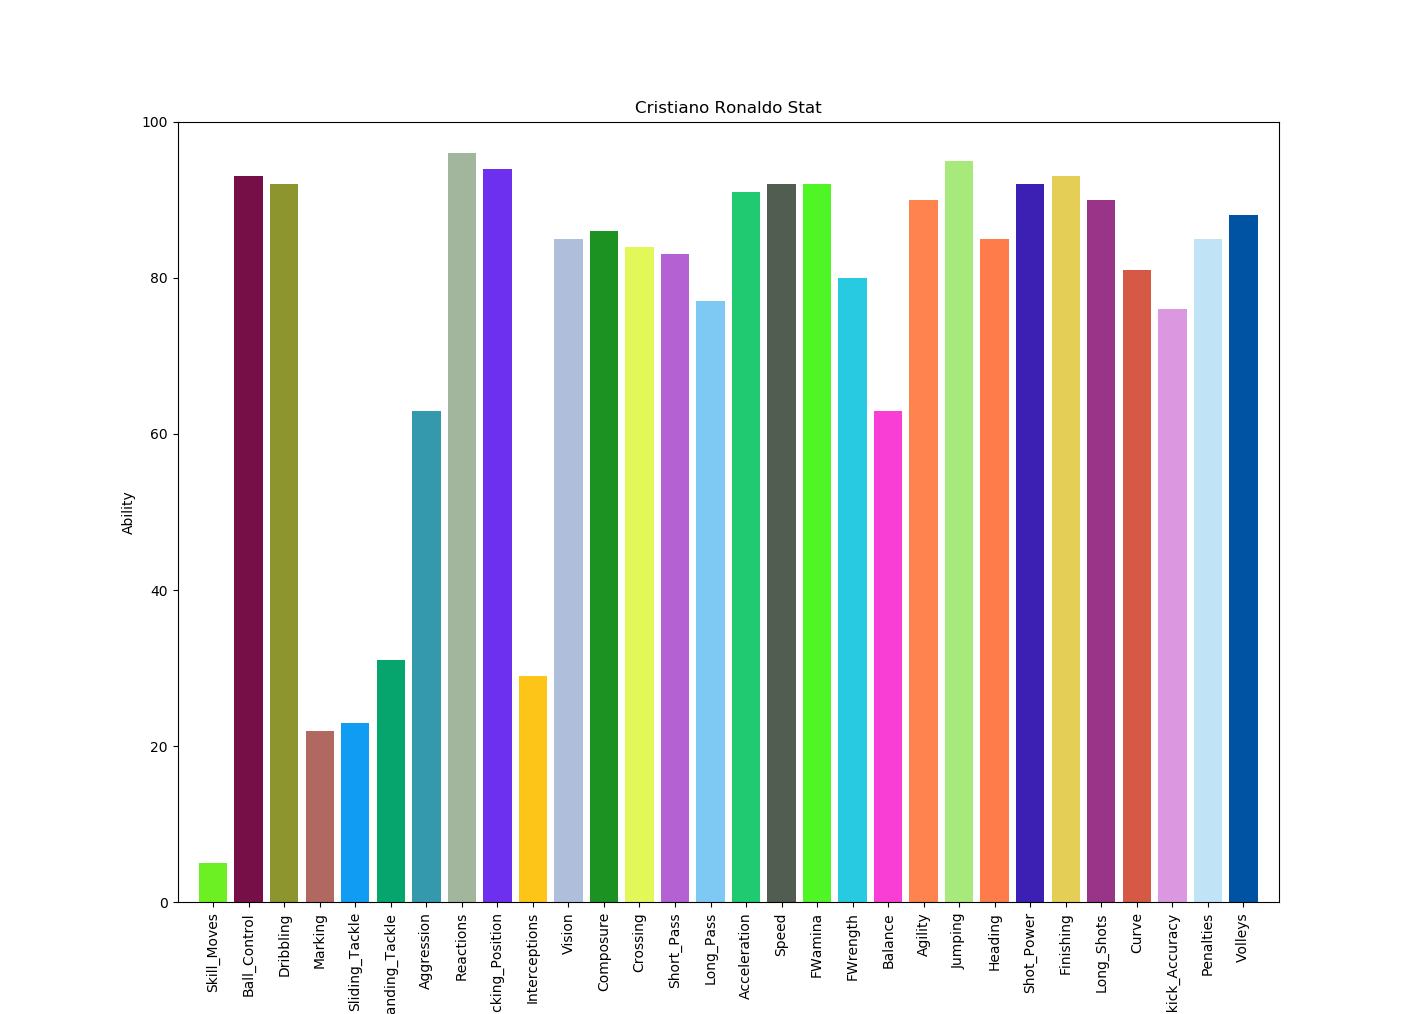 Cristiano Ronaldo Stat
Ability
100
80
60
40
20
0
Skill_Moves
Ball_Control
Dribbling
Marking
Sliding_Tackle
anding_Tackle
Aggression
Reactions
cking_Position
Interceptions
Vision
Composure
Crossing
Short_Pass
Long_Pass
Acceleration
Speed
FWamina
FWrength
Balance
Agility
Jumping
Heading
Shot_Power
Finishing
Long_Shots
Curve
kick_Accuracy
Penalties
Volleys